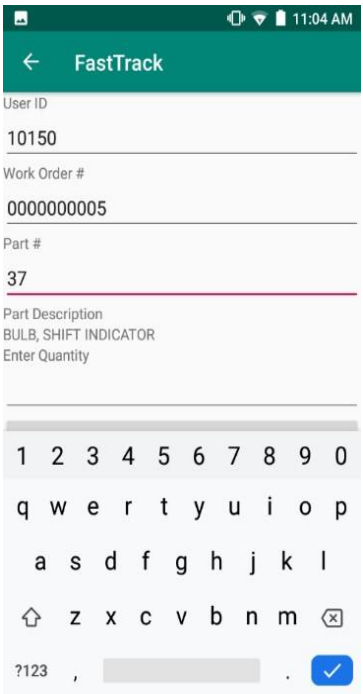 11:04 AM
FastTrack
User ID
10150
Work Order #
0000000005
Part #
37
Part Description
BULB, SHIFT INDICATOR
Enter Quantity
1 2 3 4 5 6 7 8 9 0
q w e r t y u i o p
a s d f g h j k l
z x c v b n m
?123 , .